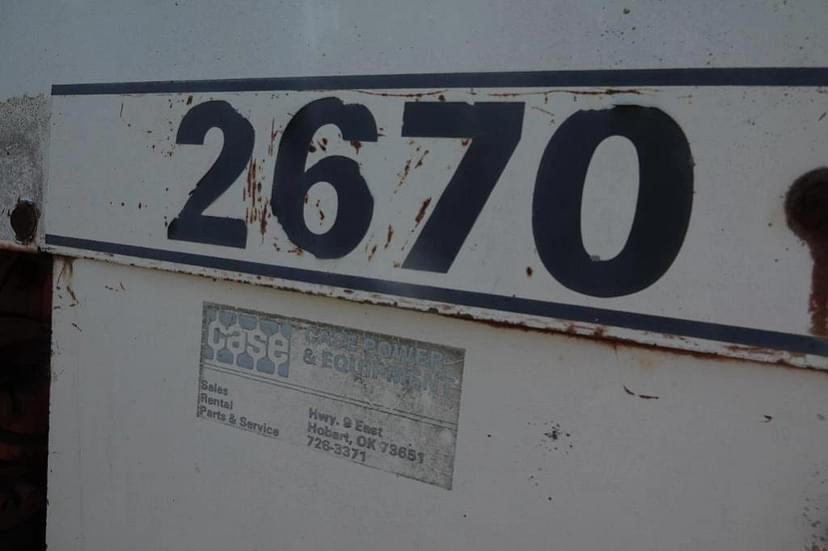 2670
case
CASE POWER
& EQUIPMENT
Sales
Rental
Parts & Service
Hwy. 9 East
Hobart, OK 73651
726-3371